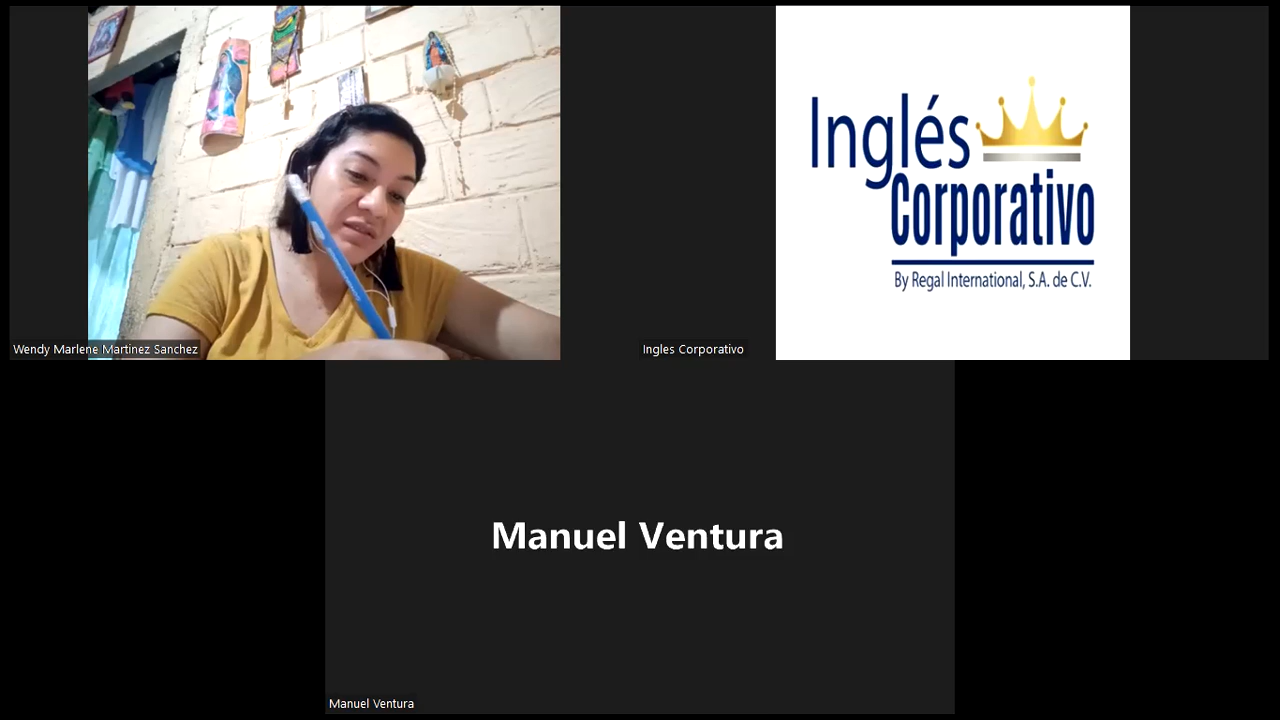 Inglés
Corporativo
By Regal International, S.A. de C.V.
Wendy Marlene Martinez Sanchez
Ingles Corporativo
Manuel Ventura
Manuel Ventura